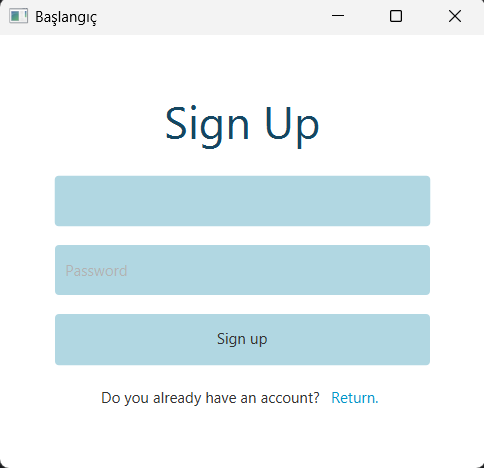 Başlangıç
Sign Up
Password
Sign up
Do you already have an account? Return.